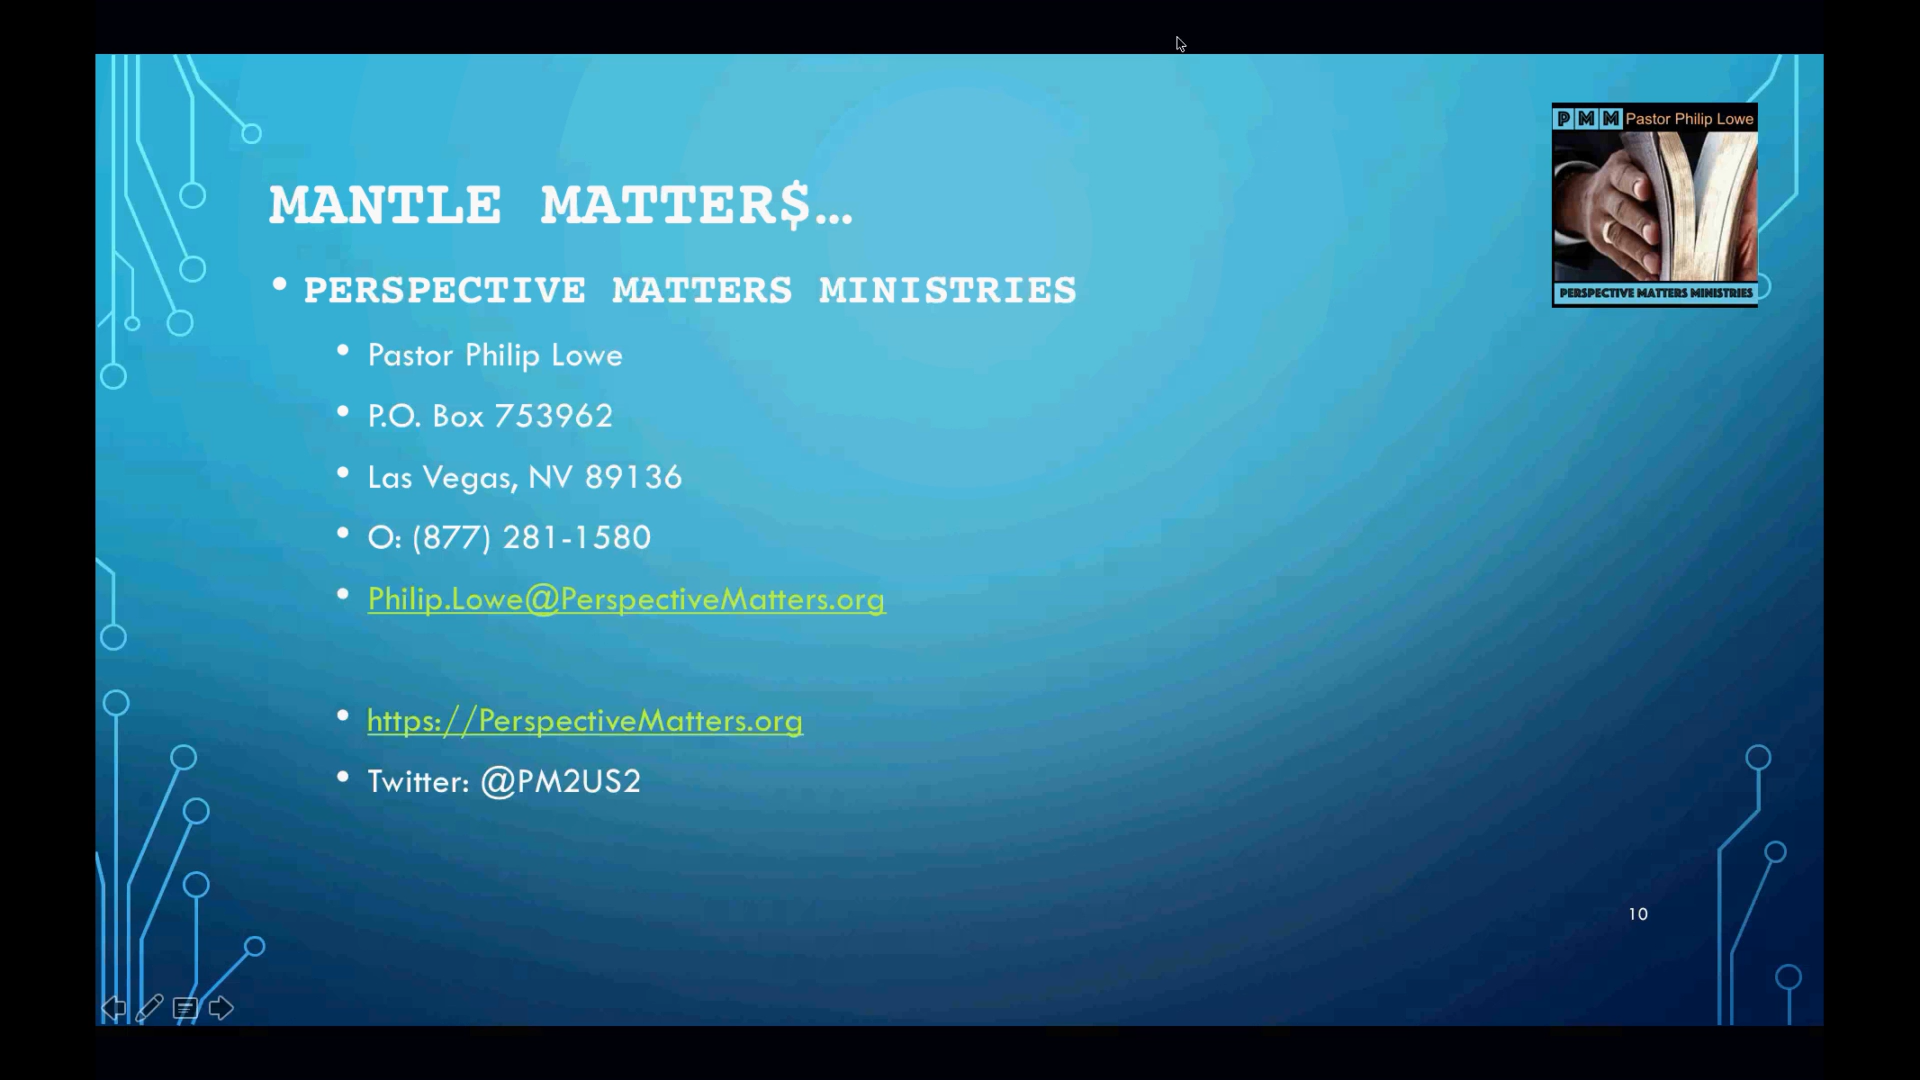 PMM Pastor Philip Lowe
MANTLE MATTER$...
• PERSPECTIVE MATTERS MINISTRIES
• Pastor Philip Lowe
• P.O. Box 753962
• Las Vegas, NV 89136
• O: (877) 281-1580
• Philip.Lowe@PerspectiveMatters.org
• https://PerspectiveMatters.org
• Twitter: @PM2US2
PERSPECTIVE MATTERS MINISTRIES
10